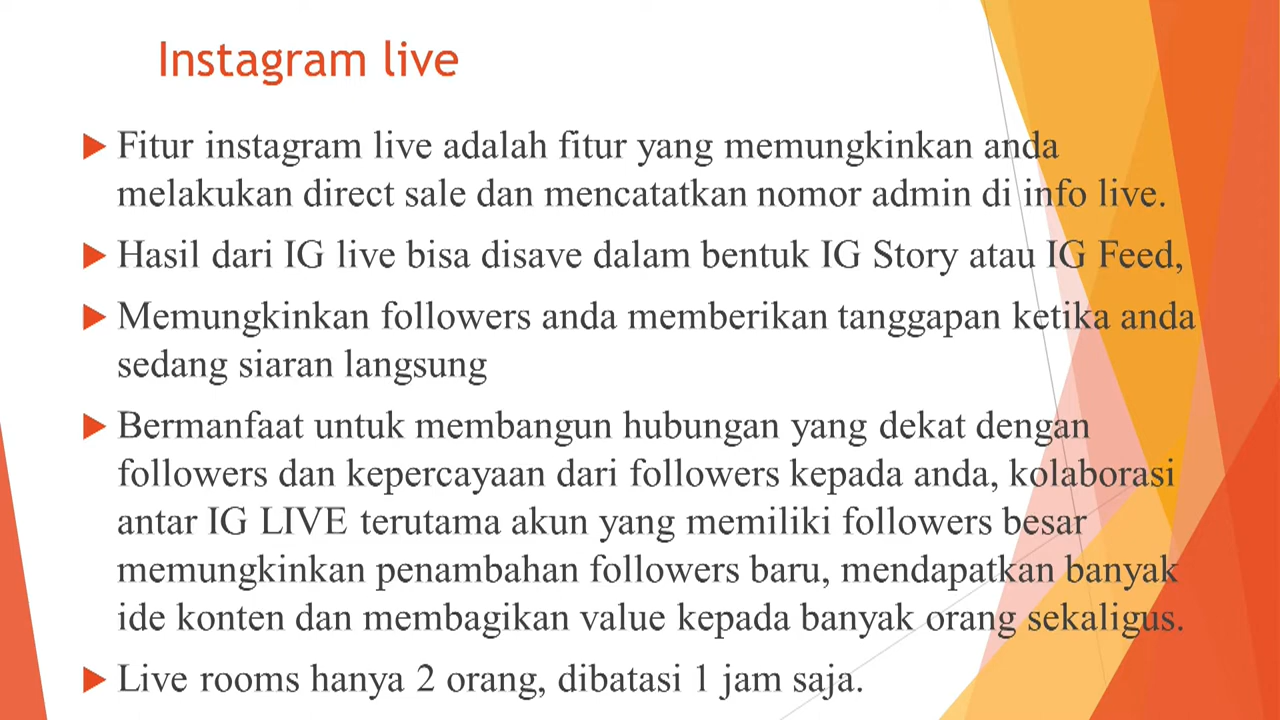 Instagram live
Fitur instagram live adalah fitur yang memungkinkan anda
melakukan direct sale dan mencatatkan nomor admin di info live.
Hasil dari IG live bisa disave dalam bentuk IG Story atau IG Feed,
Memungkinkan followers anda memberikan tanggapan ketika anda
sedang siaran langsung
Bermanfaat untuk membangun hubungan yang dekat dengan
followers dan kepercayaan dari followers kepada anda, kolaborasi
antar IG LIVE terutama akun yang memiliki followers besar
memungkinkan penambahan followers baru, mendapatkan banyak
ide konten dan membagikan value kepada banyak orang sekaligus.
Live rooms hanya 2 orang, dibatasi 1 jam saja.